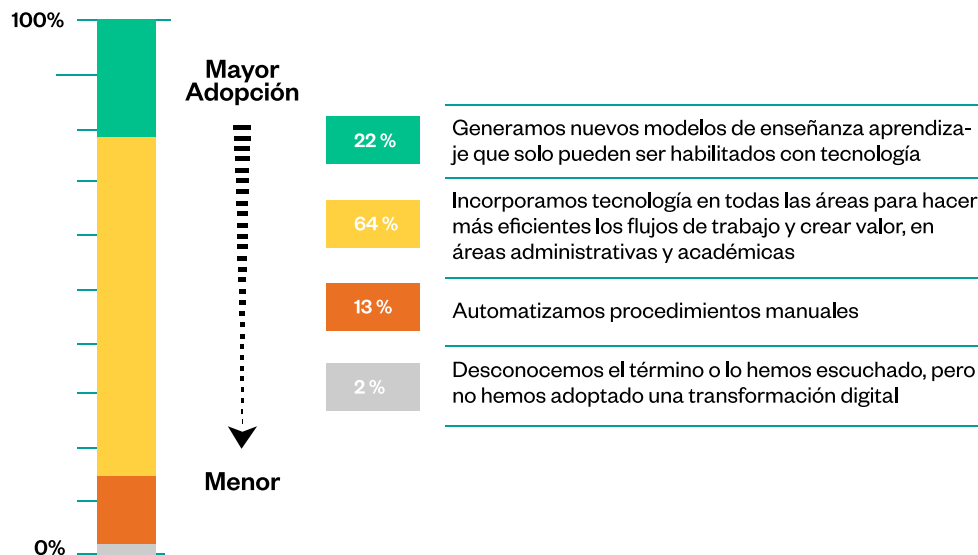 100%
Mayor
Adopción
22 %
Generamos nuevos modelos de enseñanza aprendiza-
je que solo pueden ser habilitados con tecnología
64 %
Incorporamos tecnología en todas las áreas para hacer
más eficientes los flujos de trabajo y crear valor, en
áreas administrativas y académicas
13 %
Automatizamos procedimientos manuales
2 %
Desconocemos el término o lo hemos escuchado, pero
no hemos adoptado una transformación digital
Menor
0%